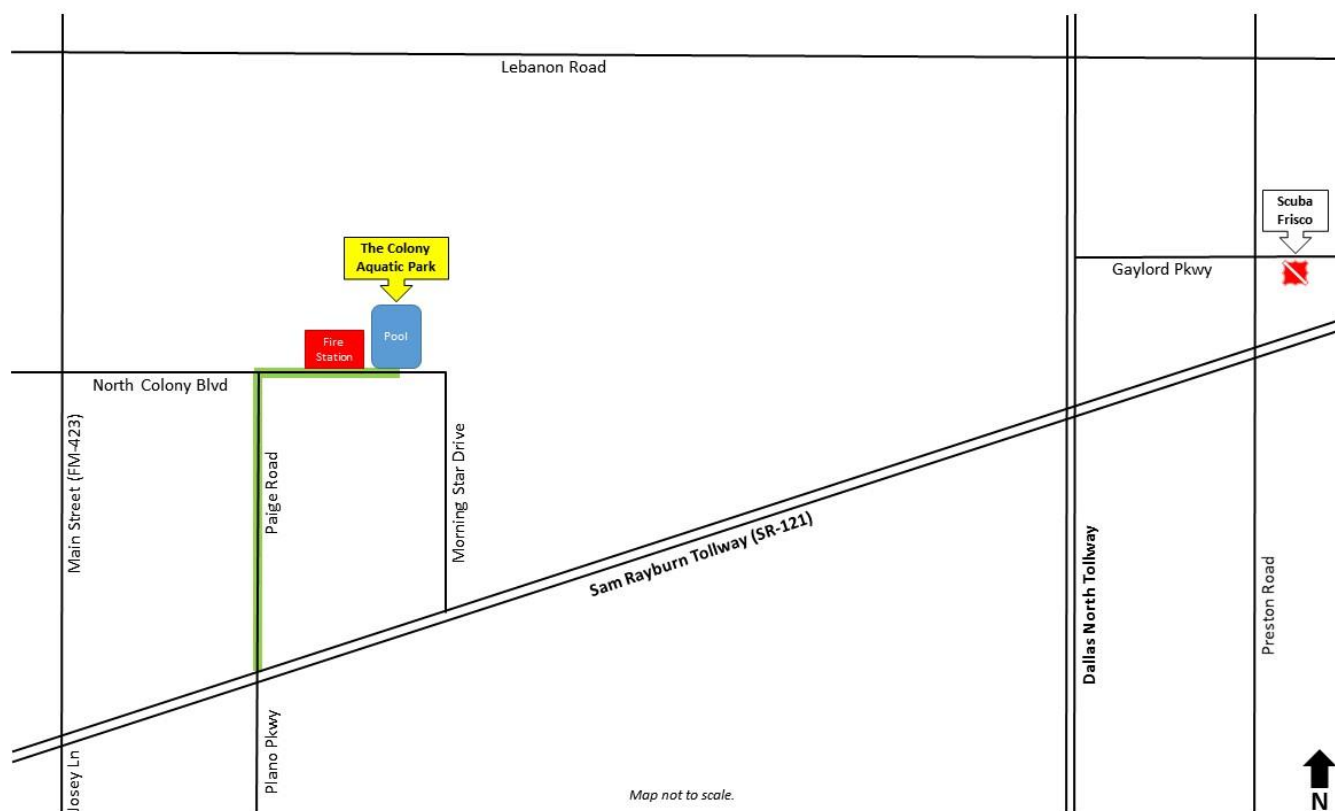 Lebanon Road
Scuba
Frisco
The Colony
Aquatic Park
Gaylord Pkwy
Fire
Station
Pool
North Colony Blvd
Main Street (FM-423)
Paige Road
Morning Star Drive
Sam Rayburn Tollway (SR-121)
Dallas North Tollway
Preston Road
Josey Ln
Plano Pkwy
Map not to scale.
N